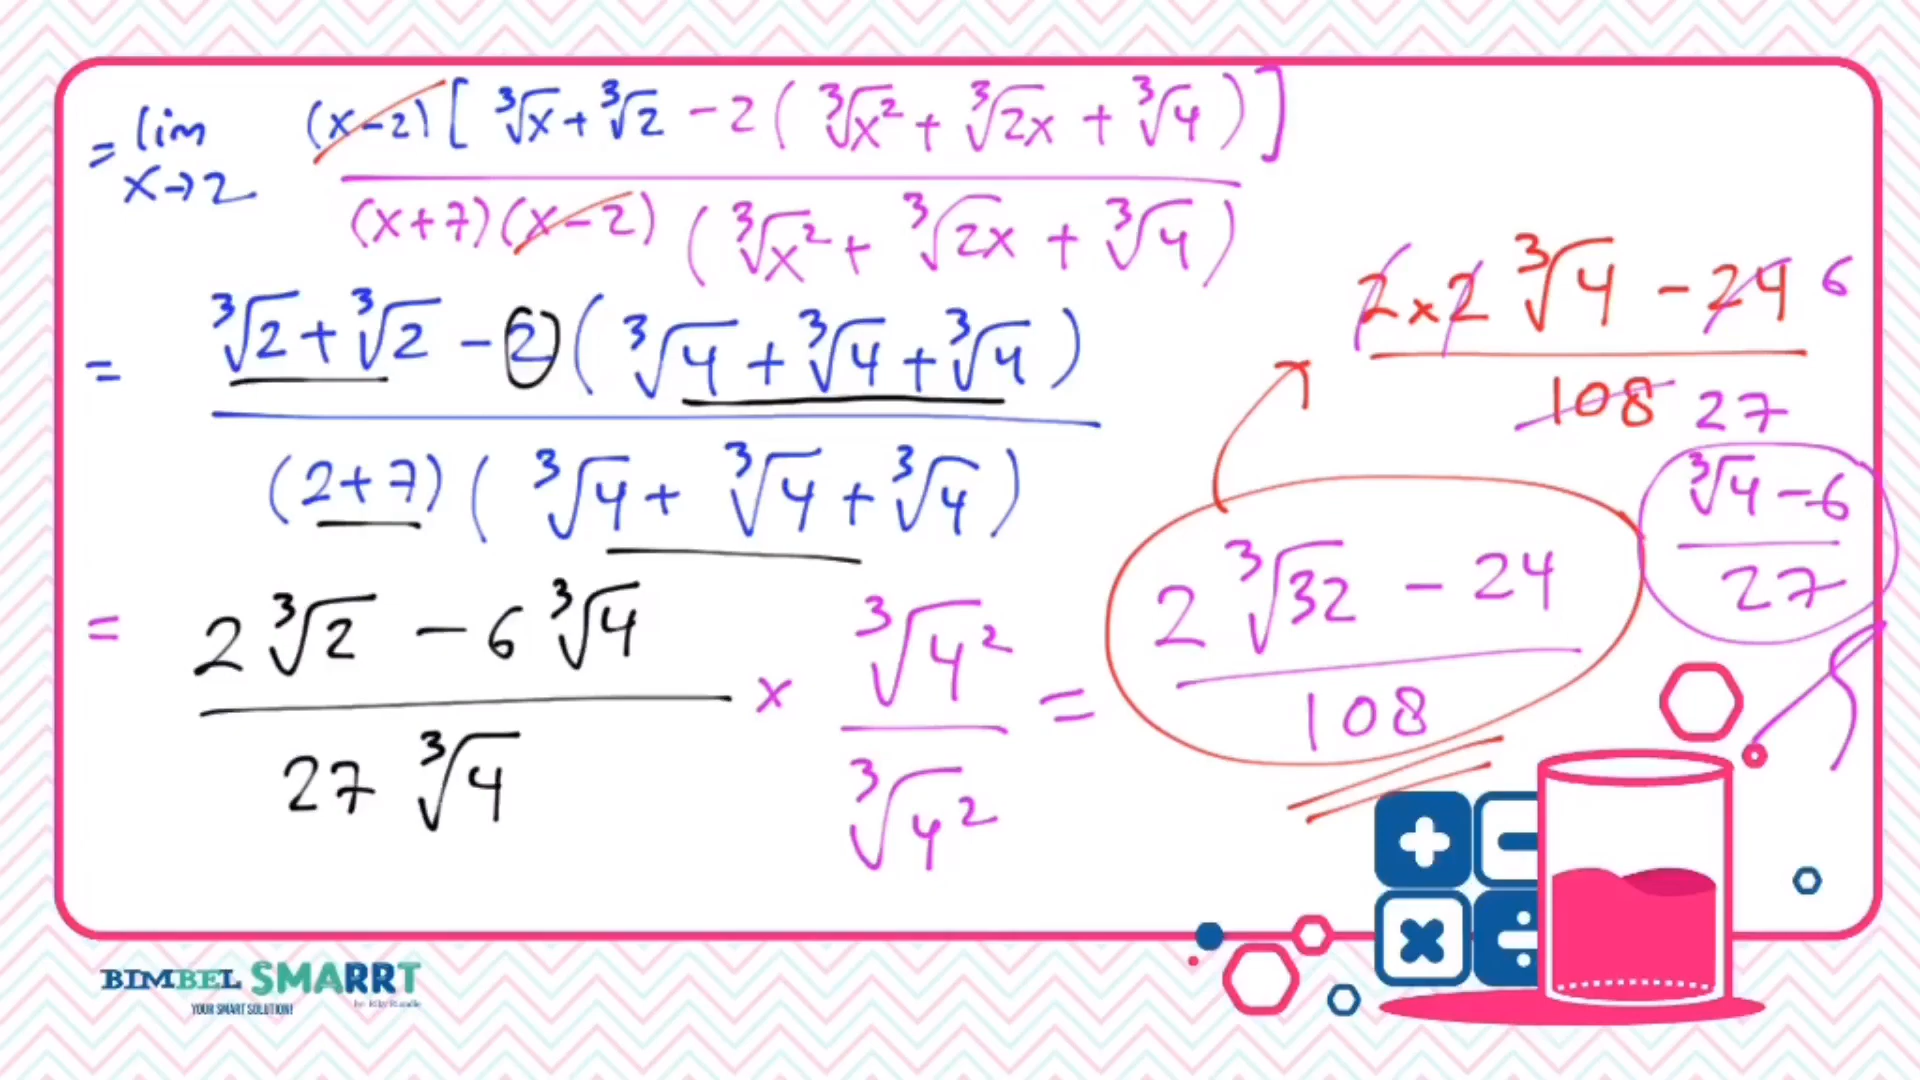 = lim x→2 (x-2)[∛x + ∛2 - 2(∛x² + ∛2x + ∛4)]
(x+7)(x-2)(∛x² + ∛2x + ∛4)
= ∛2 + ∛2 - 2(∛4 + ∛4 + ∛4)
(2+7)(∛4 + ∛4 + ∛4)
= 2∛2 - 6∛4 × ∛4² = 2∛32 - 24
27∛4 ∛4² 108
2×2∛4 - 24 6
108 27
∛4 - 6
27
BIMBEL SMARRT
YOUR SMART SOLUTION!